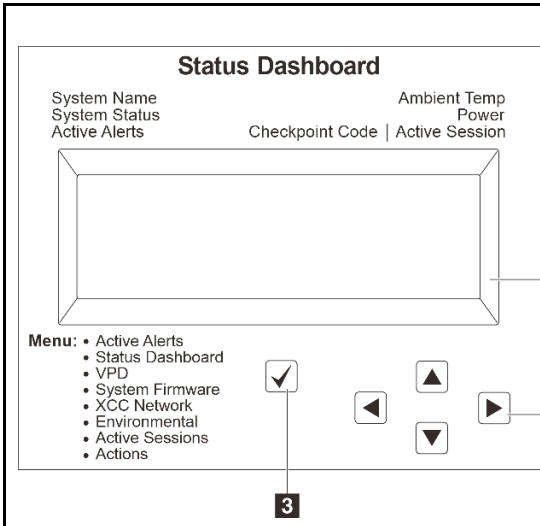 Status Dashboard
System Name
System Status
Active Alerts
Ambient Temp
Power
Checkpoint Code | Active Session
Menu: • Active Alerts
• Status Dashboard
• VPD
• System Firmware
• XCC Network
• Environmental
• Active Sessions
• Actions
3